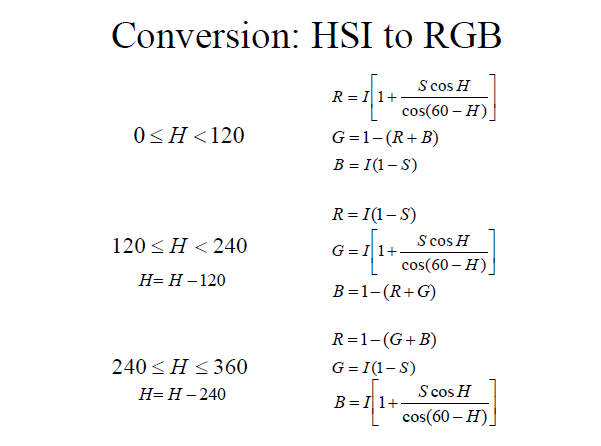 Conversion: HSI to RGB
0 ≤ H < 120
R = I[1 + S cos H / cos(60 – H)]
G = 1 – (R + B)
B = I(1 – S)
120 ≤ H < 240
H= H – 120
R = I(1 – S)
G = I[1 + S cos H / cos(60 – H)]
B = 1 – (R + G)
240 ≤ H ≤ 360
H= H – 240
R = 1 – (G + B)
G = I(1 – S)
B = I[1 + S cos H / cos(60 – H)]